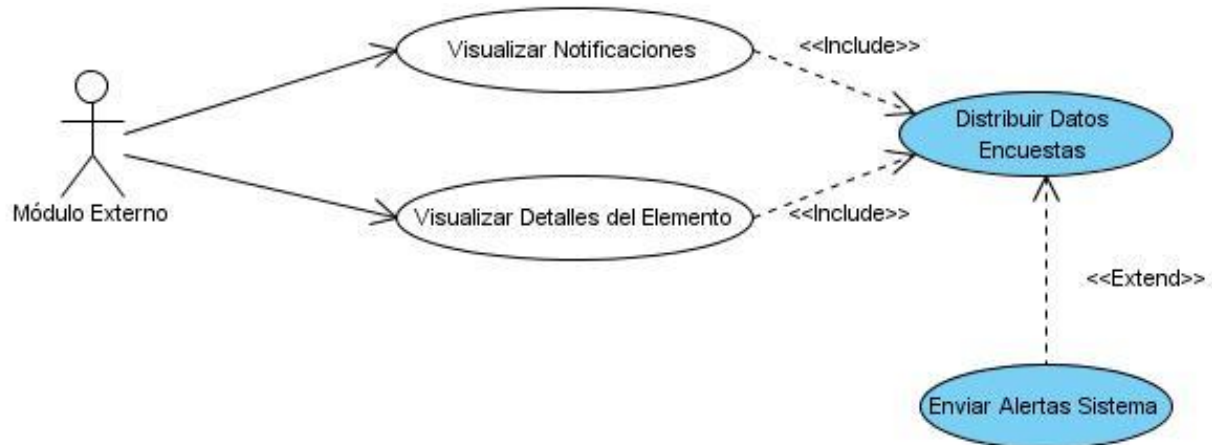 Visualizar Notificaciones
<<Include>>
Distribuir Datos
Encuestas
Módulo Externo
Visualizar Detalles del Elemento
<<Include>>
<<Extend>>
Enviar Alertas Sistema